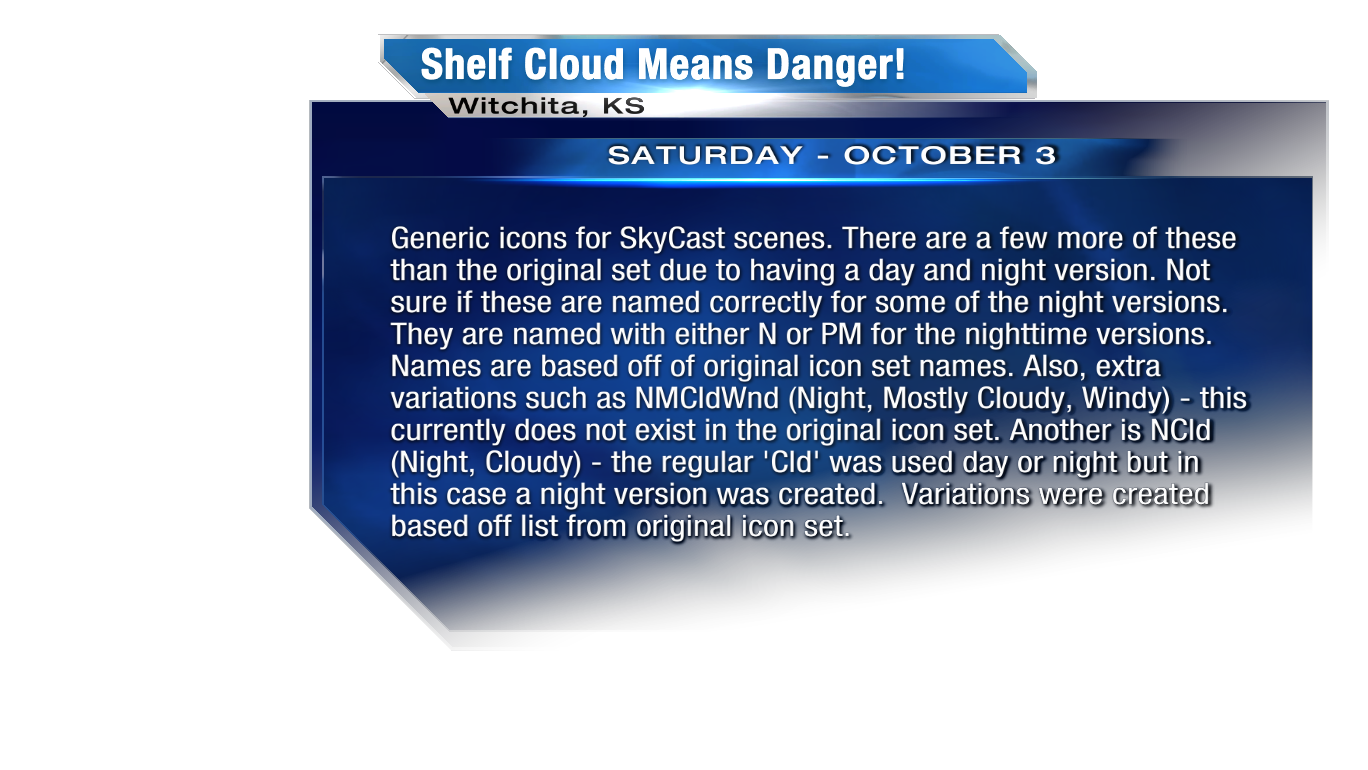 Shelf Cloud Means Danger!
Witchita, KS
SATURDAY - OCTOBER 3
Generic icons for SkyCast scenes. There are a few more of these
than the original set due to having a day and night version. Not
sure if these are named correctly for some of the night versions.
They are named with either N or PM for the nighttime versions.
Names are based off of original icon set names. Also, extra
variations such as NMCldWnd (Night, Mostly Cloudy, Windy) - this
currently does not exist in the original icon set. Another is NCld
(Night, Cloudy) - the regular 'Cld' was used day or night but in
this case a night version was created.  Variations were created
based off list from original icon set.